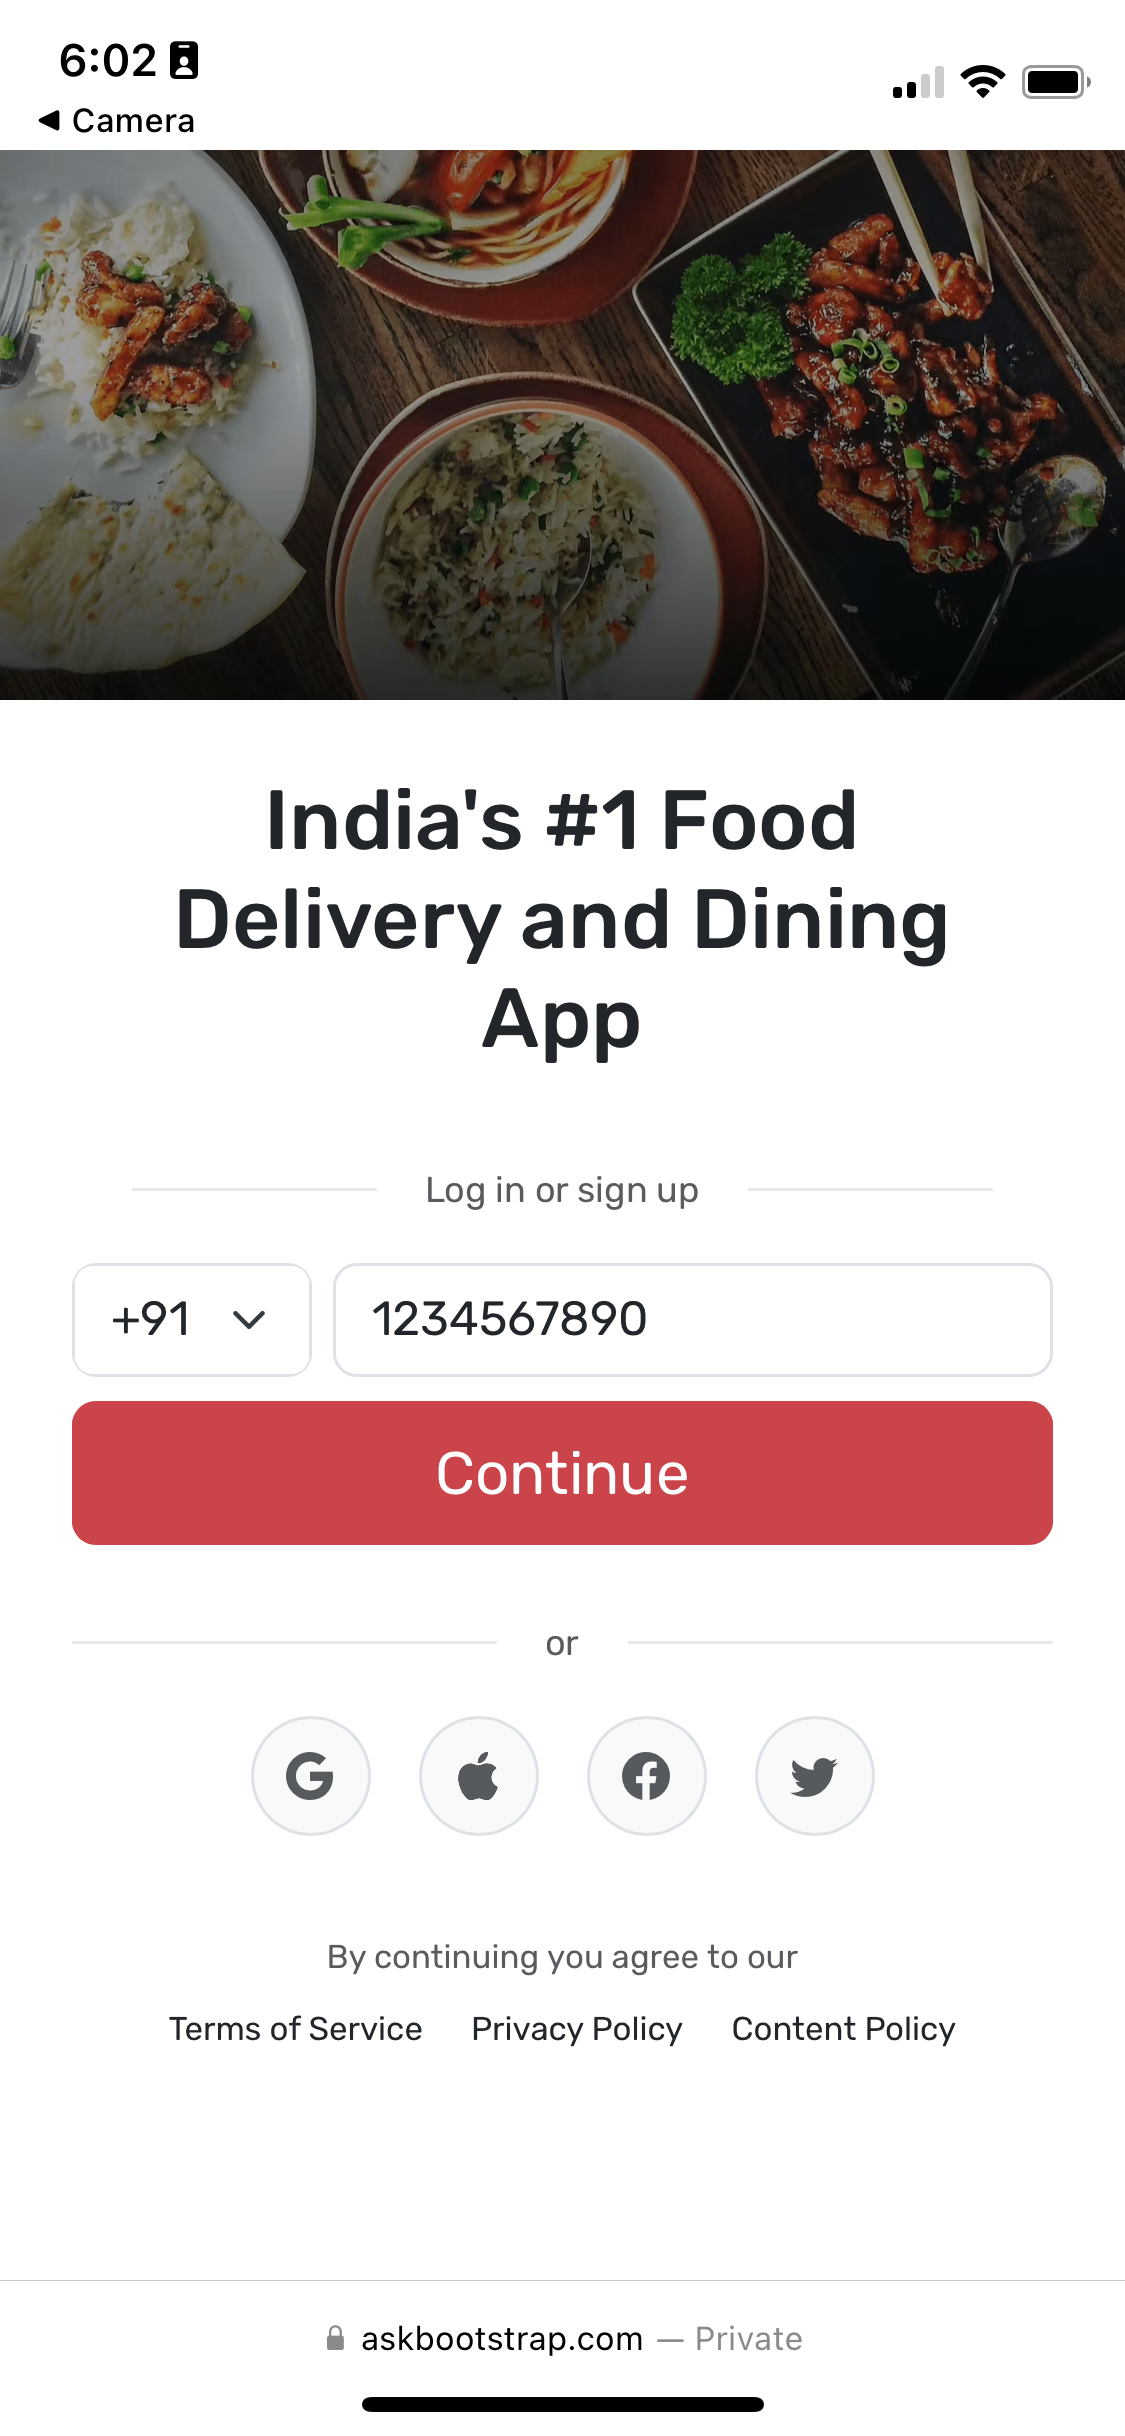 6:02
Camera
India's #1 Food
Delivery and Dining
App
Log in or sign up
+91 1234567890
Continue
or
By continuing you agree to our
Terms of Service Privacy Policy Content Policy
askbootstrap.com — Private